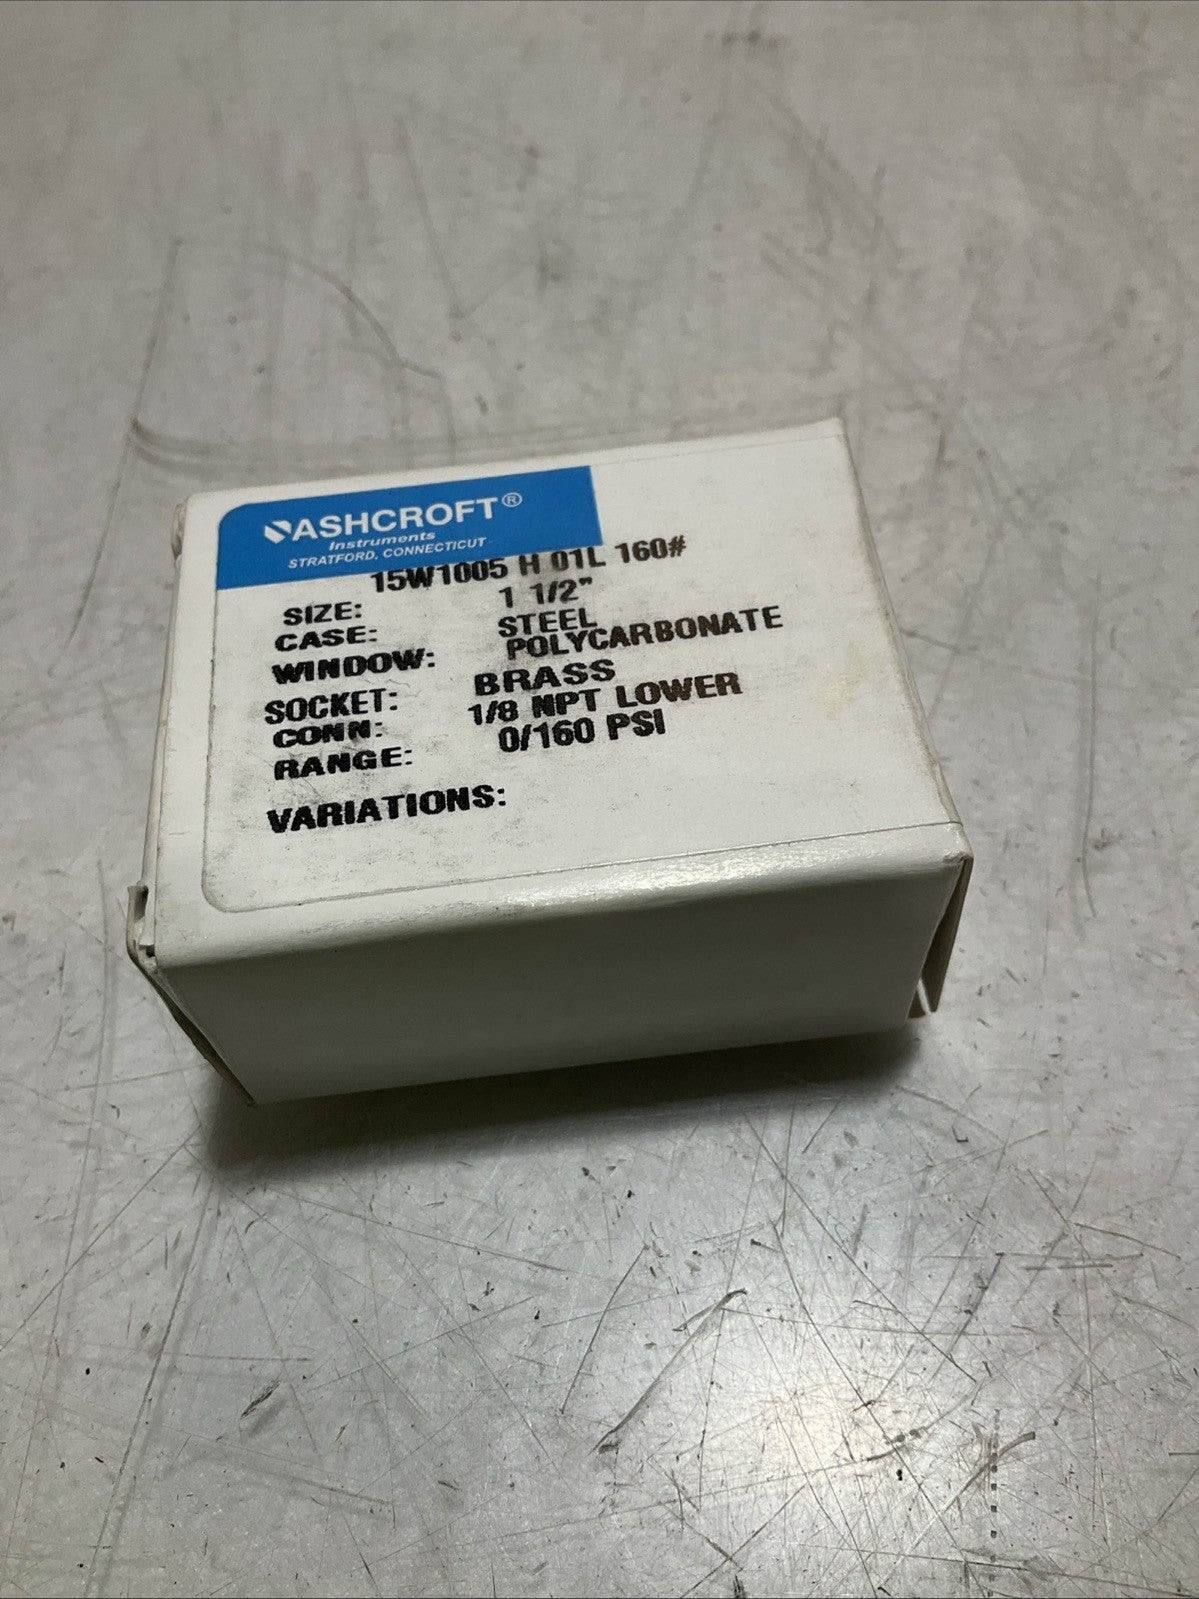 ASHCROFT®
Instruments
STRATFORD, CONNECTICUT
15W1005 H 01L 160#
SIZE: 1 1/2"
CASE: STEEL
WINDOW: POLYCARBONATE
SOCKET: BRASS
CONN: 1/8 NPT LOWER
RANGE: 0/160 PSI
VARIATIONS: